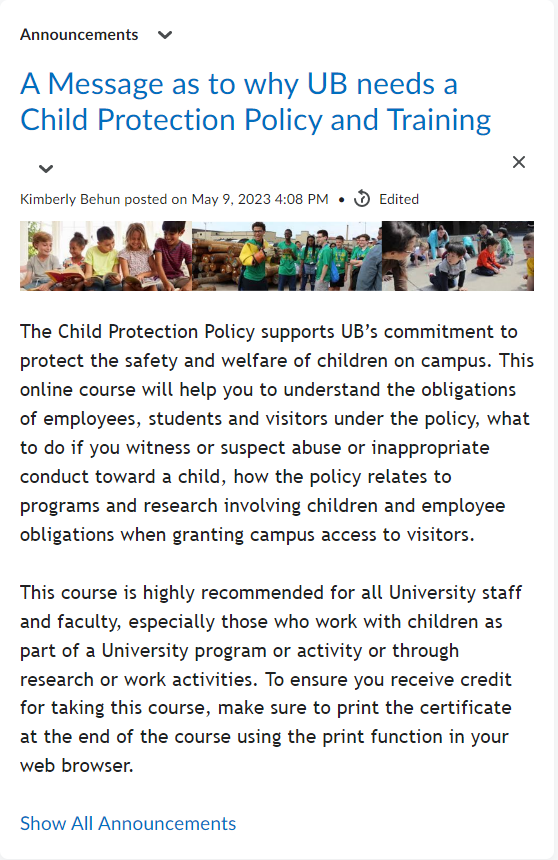 Announcements
A Message as to why UB needs a
Child Protection Policy and Training
Kimberly Behun posted on May 9, 2023 4:08 PM • Edited
The Child Protection Policy supports UB’s commitment to
protect the safety and welfare of children on campus. This
online course will help you to understand the obligations
of employees, students and visitors under the policy, what
to do if you witness or suspect abuse or inappropriate
conduct toward a child, how the policy relates to
programs and research involving children and employee
obligations when granting campus access to visitors.
This course is highly recommended for all University staff
and faculty, especially those who work with children as
part of a University program or activity or through
research or work activities. To ensure you receive credit
for taking this course, make sure to print the certificate
at the end of the course using the print function in your
web browser.
Show All Announcements